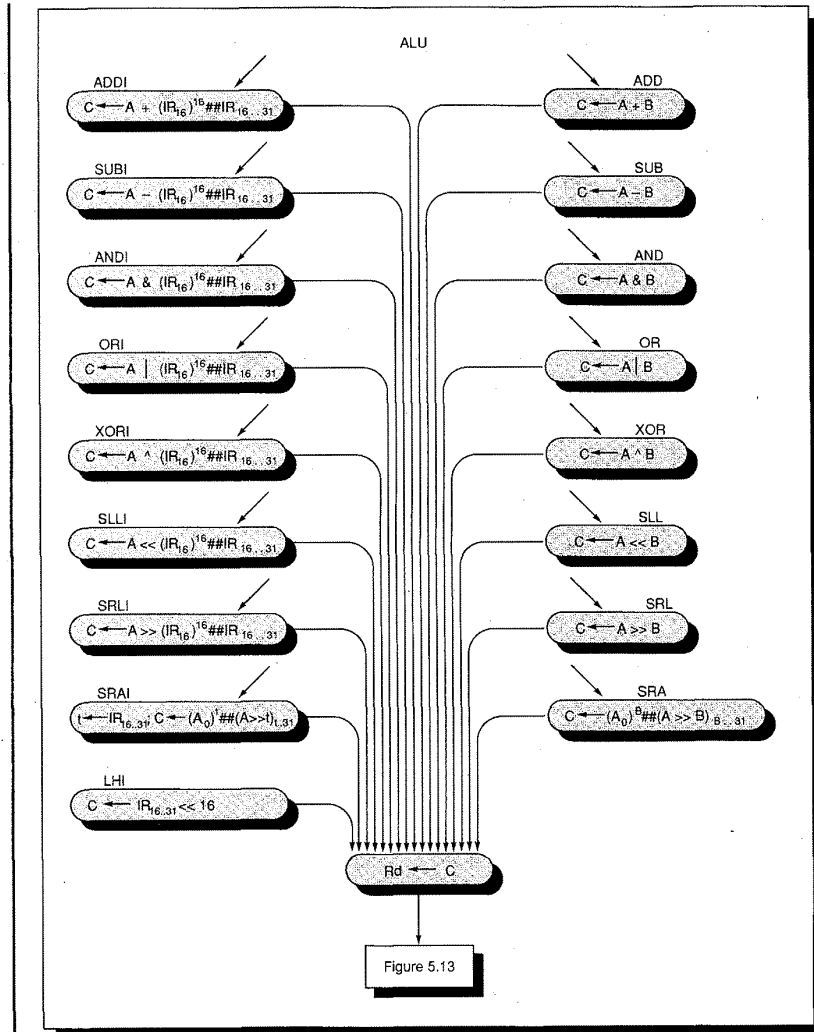 ALU
ADDI
C ← A + (IR₁₆)¹⁶##IR₁₆..₃₁
ADD
C ← A + B
SUBI
C ← A – (IR₁₆)¹⁶##IR₁₆..₃₁
SUB
C ← A – B
ANDI
C ← A & (IR₁₆)¹⁶##IR₁₆..₃₁
AND
C ← A & B
ORI
C ← A | (IR₁₆)¹⁶##IR₁₆..₃₁
OR
C ← A | B
XORI
C ← A ^ (IR₁₆)¹⁶##IR₁₆..₃₁
XOR
C ← A ^ B
SLLI
C ← A << (IR₁₆)¹⁶##IR₁₆..₃₁
SLL
C ← A << B
SRLI
C ← A >> (IR₁₆)¹⁶##IR₁₆..₃₁
SRL
C ← A >> B
SRAI
t ← IR₁₆..₃₁, C ← (A₀)ᵗ##(A>>t)ₜ..₃₁
SRA
C ← (A₀)ᴮ##(A >> B)_B...₃₁
LHI
C ← IR₁₆..₃₁ << 16
Rd ← C
Figure 5.13